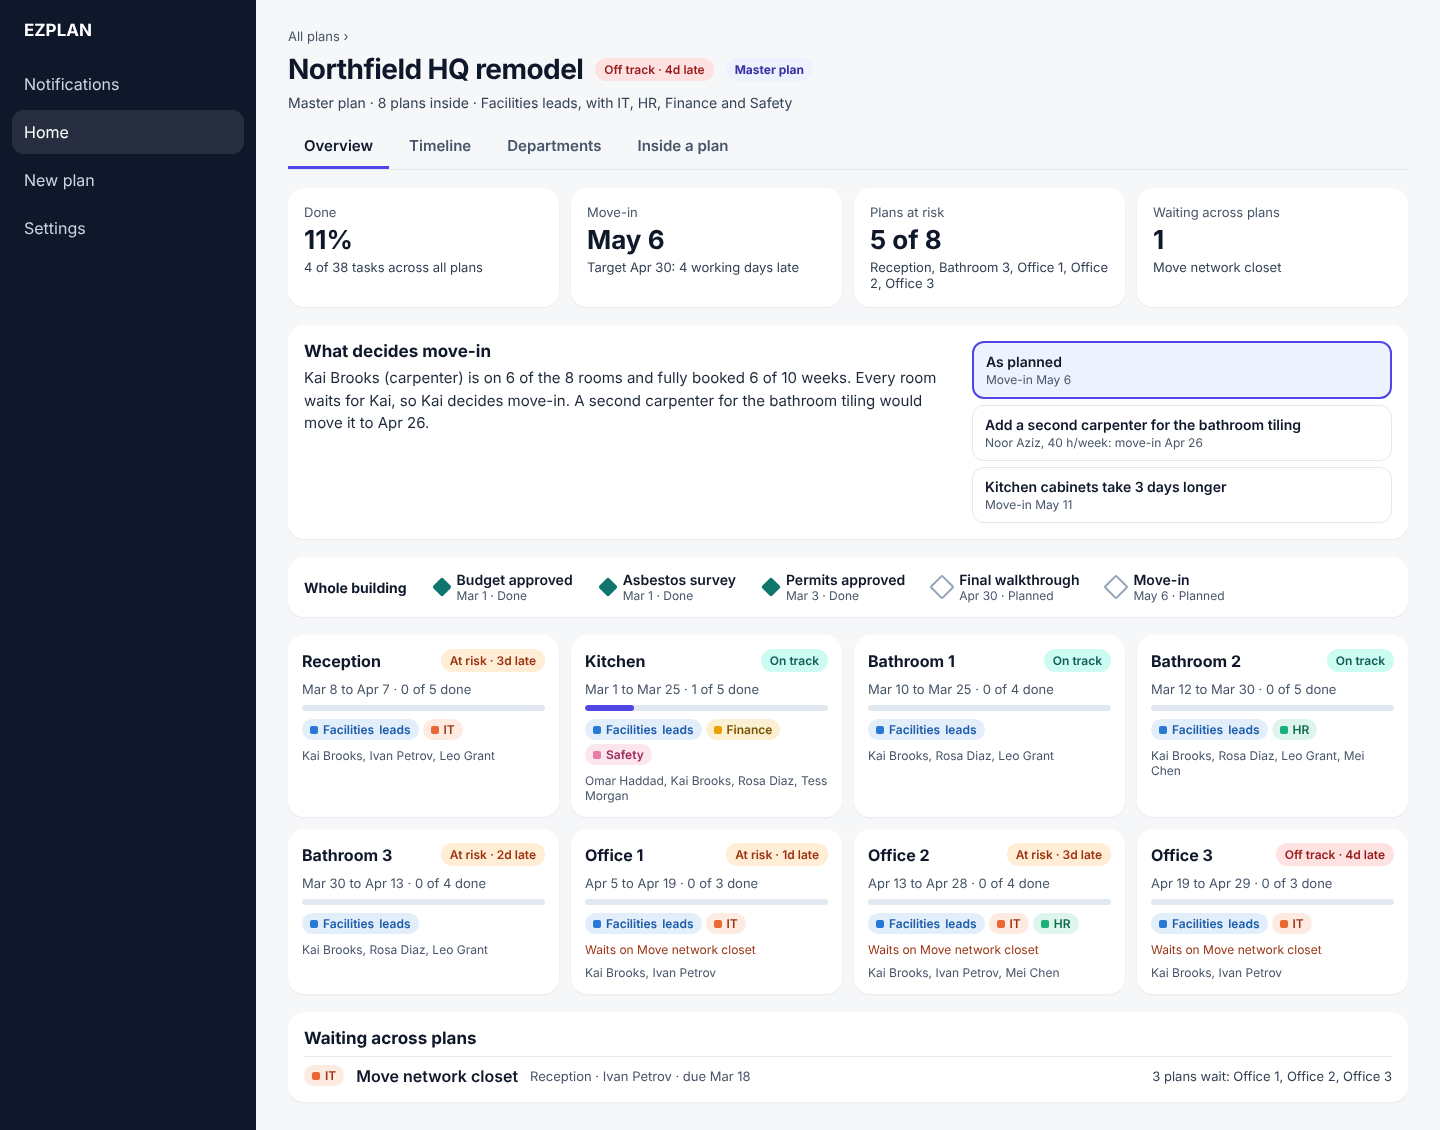 EZPLAN
Notifications
Home
New plan
Settings
All plans ›
Northfield HQ remodel
Off track · 4d late
Master plan
Master plan · 8 plans inside · Facilities leads, with IT, HR, Finance and Safety
Overview
Timeline
Departments
Inside a plan
Done
11%
4 of 38 tasks across all plans
Move-in
May 6
Target Apr 30: 4 working days late
Plans at risk
5 of 8
Reception, Bathroom 3, Office 1, Office
2, Office 3
Waiting across plans
1
Move network closet
What decides move-in
Kai Brooks (carpenter) is on 6 of the 8 rooms and fully booked 6 of 10 weeks. Every room
waits for Kai, so Kai decides move-in. A second carpenter for the bathroom tiling would
move it to Apr 26.
As planned
Move-in May 6
Add a second carpenter for the bathroom tiling
Noor Aziz, 40 h/week: move-in Apr 26
Kitchen cabinets take 3 days longer
Move-in May 11
Whole building
Budget approved
Mar 1 · Done
Asbestos survey
Mar 1 · Done
Permits approved
Mar 3 · Done
Final walkthrough
Apr 30 · Planned
Move-in
May 6 · Planned
Reception
At risk · 3d late
Mar 8 to Apr 7 · 0 of 5 done
Facilities leads
IT
Kai Brooks, Ivan Petrov, Leo Grant
Kitchen
On track
Mar 1 to Mar 25 · 1 of 5 done
Facilities leads
Finance
Safety
Omar Haddad, Kai Brooks, Rosa Diaz, Tess
Morgan
Bathroom 1
On track
Mar 10 to Mar 25 · 0 of 4 done
Facilities leads
Kai Brooks, Rosa Diaz, Leo Grant
Bathroom 2
On track
Mar 12 to Mar 30 · 0 of 5 done
Facilities leads
HR
Kai Brooks, Rosa Diaz, Leo Grant, Mei
Chen
Bathroom 3
At risk · 2d late
Mar 30 to Apr 13 · 0 of 4 done
Facilities leads
Kai Brooks, Rosa Diaz, Leo Grant
Office 1
At risk · 1d late
Apr 5 to Apr 19 · 0 of 3 done
Facilities leads
IT
Waits on Move network closet
Kai Brooks, Ivan Petrov
Office 2
At risk · 3d late
Apr 13 to Apr 28 · 0 of 4 done
Facilities leads
IT
HR
Waits on Move network closet
Kai Brooks, Ivan Petrov, Mei Chen
Office 3
Off track · 4d late
Apr 19 to Apr 29 · 0 of 3 done
Facilities leads
IT
Waits on Move network closet
Kai Brooks, Ivan Petrov
Waiting across plans
IT
Move network closet
Reception · Ivan Petrov · due Mar 18
3 plans wait: Office 1, Office 2, Office 3